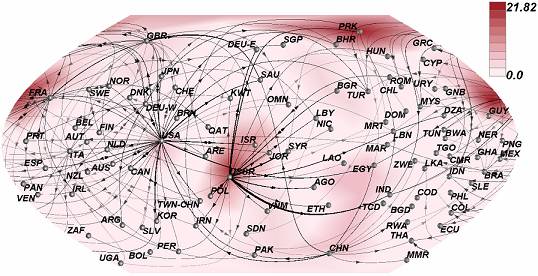 21.82
0.0
PRK
GBR
DEU-E
SGP
BHR
GRC
HUN
CYP
JPN
SAU
NOR
FRA
SWE
DNK
CHE
KWT
BGR
TUR
ROM
CHL
URY
GNB
MYS
OMN
DEU-W
BRN
DZA
GUY
LBY
DOM
BEL
FIN
QAT
NIC
MRT
TUN
BWA
NER
PRT
AUT
USA
LBN
ISR
SYR
MAR
TGO
PNG
NLD
ARE
JOR
GHA
MEX
ITA
LAO
CMR
ESP
AUS
ZWE
LKA
EGY
IDN
BRA
NZL
CAN
SLE
PAN
IRL
POL
AGO
IND
COD
PHL
VEN
TWN
CHN
VNM
ETH
TCD
BGD
COL
KOR
ARG
SLV
IRN
RWA
ECU
ZAF
SDN
THA
PER
UGA
BOL
PAK
CHN
MMR